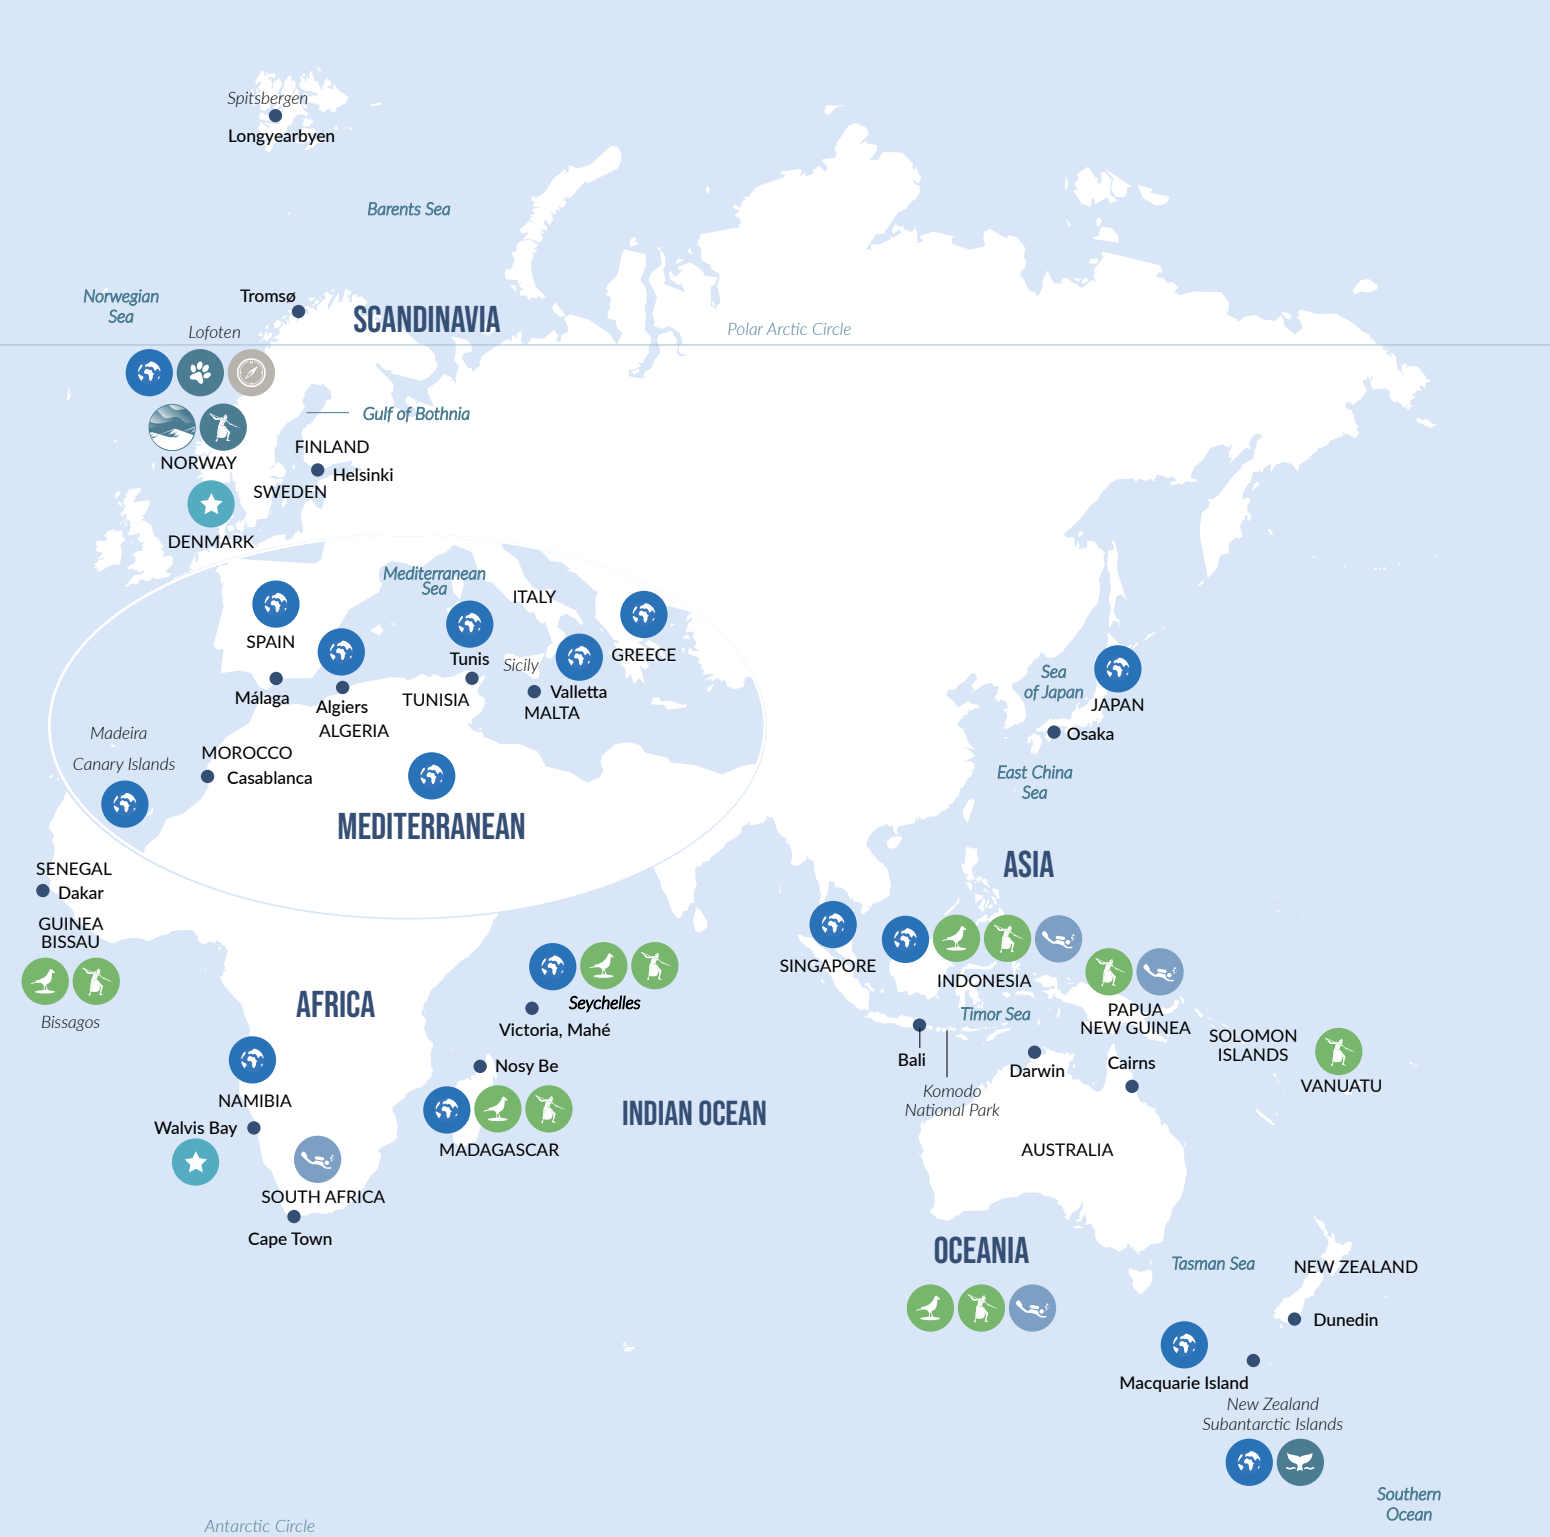 Spitsbergen
Longyearbyen
Barents Sea
Norwegian
Sea
Tromsø
SCANDINAVIA
Lofoten
Polar Arctic Circle
Gulf of Bothnia
FINLAND
NORWAY
Helsinki
SWEDEN
DENMARK
Mediterranean
Sea
ITALY
SPAIN
GREECE
Tunis
Sicily
Málaga
Algiers
TUNISIA
Valletta
MALTA
ALGERIA
Madeira
Canary Islands
MOROCCO
Casablanca
MEDITERRANEAN
Sea
of Japan
JAPAN
Osaka
East China
Sea
SENEGAL
Dakar
GUINEA
BISSAU
Bissagos
ASIA
SINGAPORE
INDONESIA
AFRICA
Seychelles
Victoria, Mahé
Timor Sea
PAPUA
NEW GUINEA
SOLOMON
ISLANDS
VANUATU
Bali
Darwin
Cairns
Nosy Be
Komodo
National Park
NAMIBIA
INDIAN OCEAN
Walvis Bay
MADAGASCAR
AUSTRALIA
SOUTH AFRICA
Cape Town
OCEANIA
Tasman Sea
NEW ZEALAND
Dunedin
Macquarie Island
New Zealand
Subantarctic Islands
Southern
Ocean
Antarctic Circle